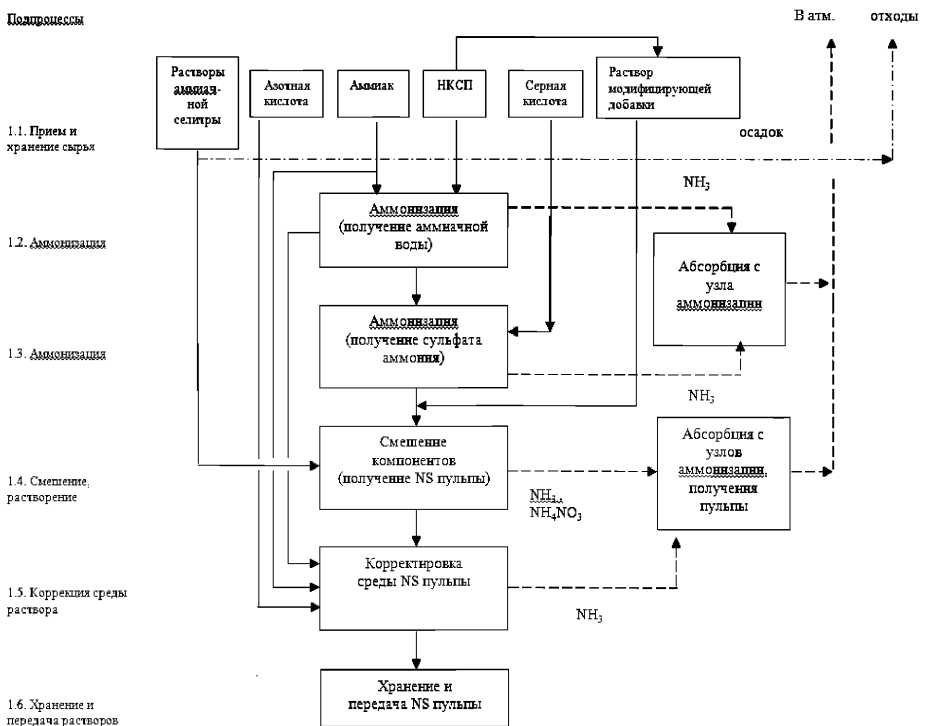 Подпроцессы
В атм.
отходы
Растворы
аммиач-
ной
селитры
Азотная
кислота
Аммиак
НКСП
Серная
кислота
Раствор
модифицирующей
добавки
1.1. Прием и
хранение сырья
осадок
NH3
Аммонизация
(получение аммиачной
воды)
1.2. Аммонизация
Абсорбция с
узла
аммонизации
Аммонизация
(получение сульфата
аммония)
1.3. Аммонизация
NH3
Смешение
компонентов
(получение NS пульпы)
Абсорбция с
узлов
аммонизации,
получения
пульпы
1.4. Смешение,
растворение
NH3,
NH4NO3
Корректировка
среды NS пульпы
1.5. Коррекция среды
раствора
NH3
Хранение и
передача NS пульпы
1.6. Хранение и
передача растворов